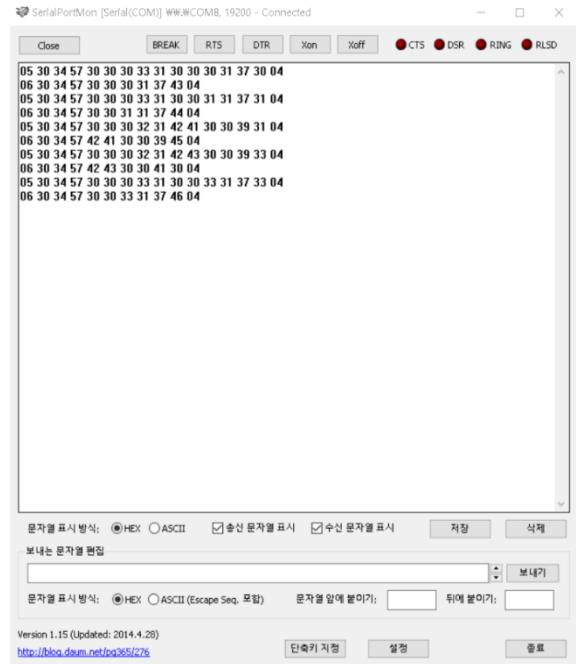 SerialPortMon [Serial(COM)] ₩₩.₩COM8, 19200 - Connected
Close BREAK RTS DTR Xon Xoff CTS DSR RING RLSD
05 30 34 57 30 30 30 33 31 30 30 30 31 37 30 04
06 30 34 57 30 30 30 31 37 43 04
05 30 34 57 30 30 30 33 31 30 30 31 31 37 31 04
06 30 34 57 30 30 31 31 37 44 04
05 30 34 57 30 30 30 32 31 42 41 30 30 39 31 04
06 30 34 57 42 41 30 30 39 45 04
05 30 34 57 30 30 30 32 31 42 43 30 30 39 33 04
06 30 34 57 42 43 30 30 41 30 04
05 30 34 57 30 30 30 33 31 30 30 33 31 37 33 04
06 30 34 57 30 30 33 31 37 46 04
문자열 표시 방식: HEX ASCII 송신 문자열 표시 수신 문자열 표시 저장 삭제
보내는 문자열 편집
보내기
문자열 표시 방식: HEX ASCII (Escape Seq. 포함) 문자열 앞에 붙이기: 뒤에 붙이기:
Version 1.15 (Updated: 2014.4.28)
http://blog.daum.net/pg365/276 단축키 지정 설정 종료